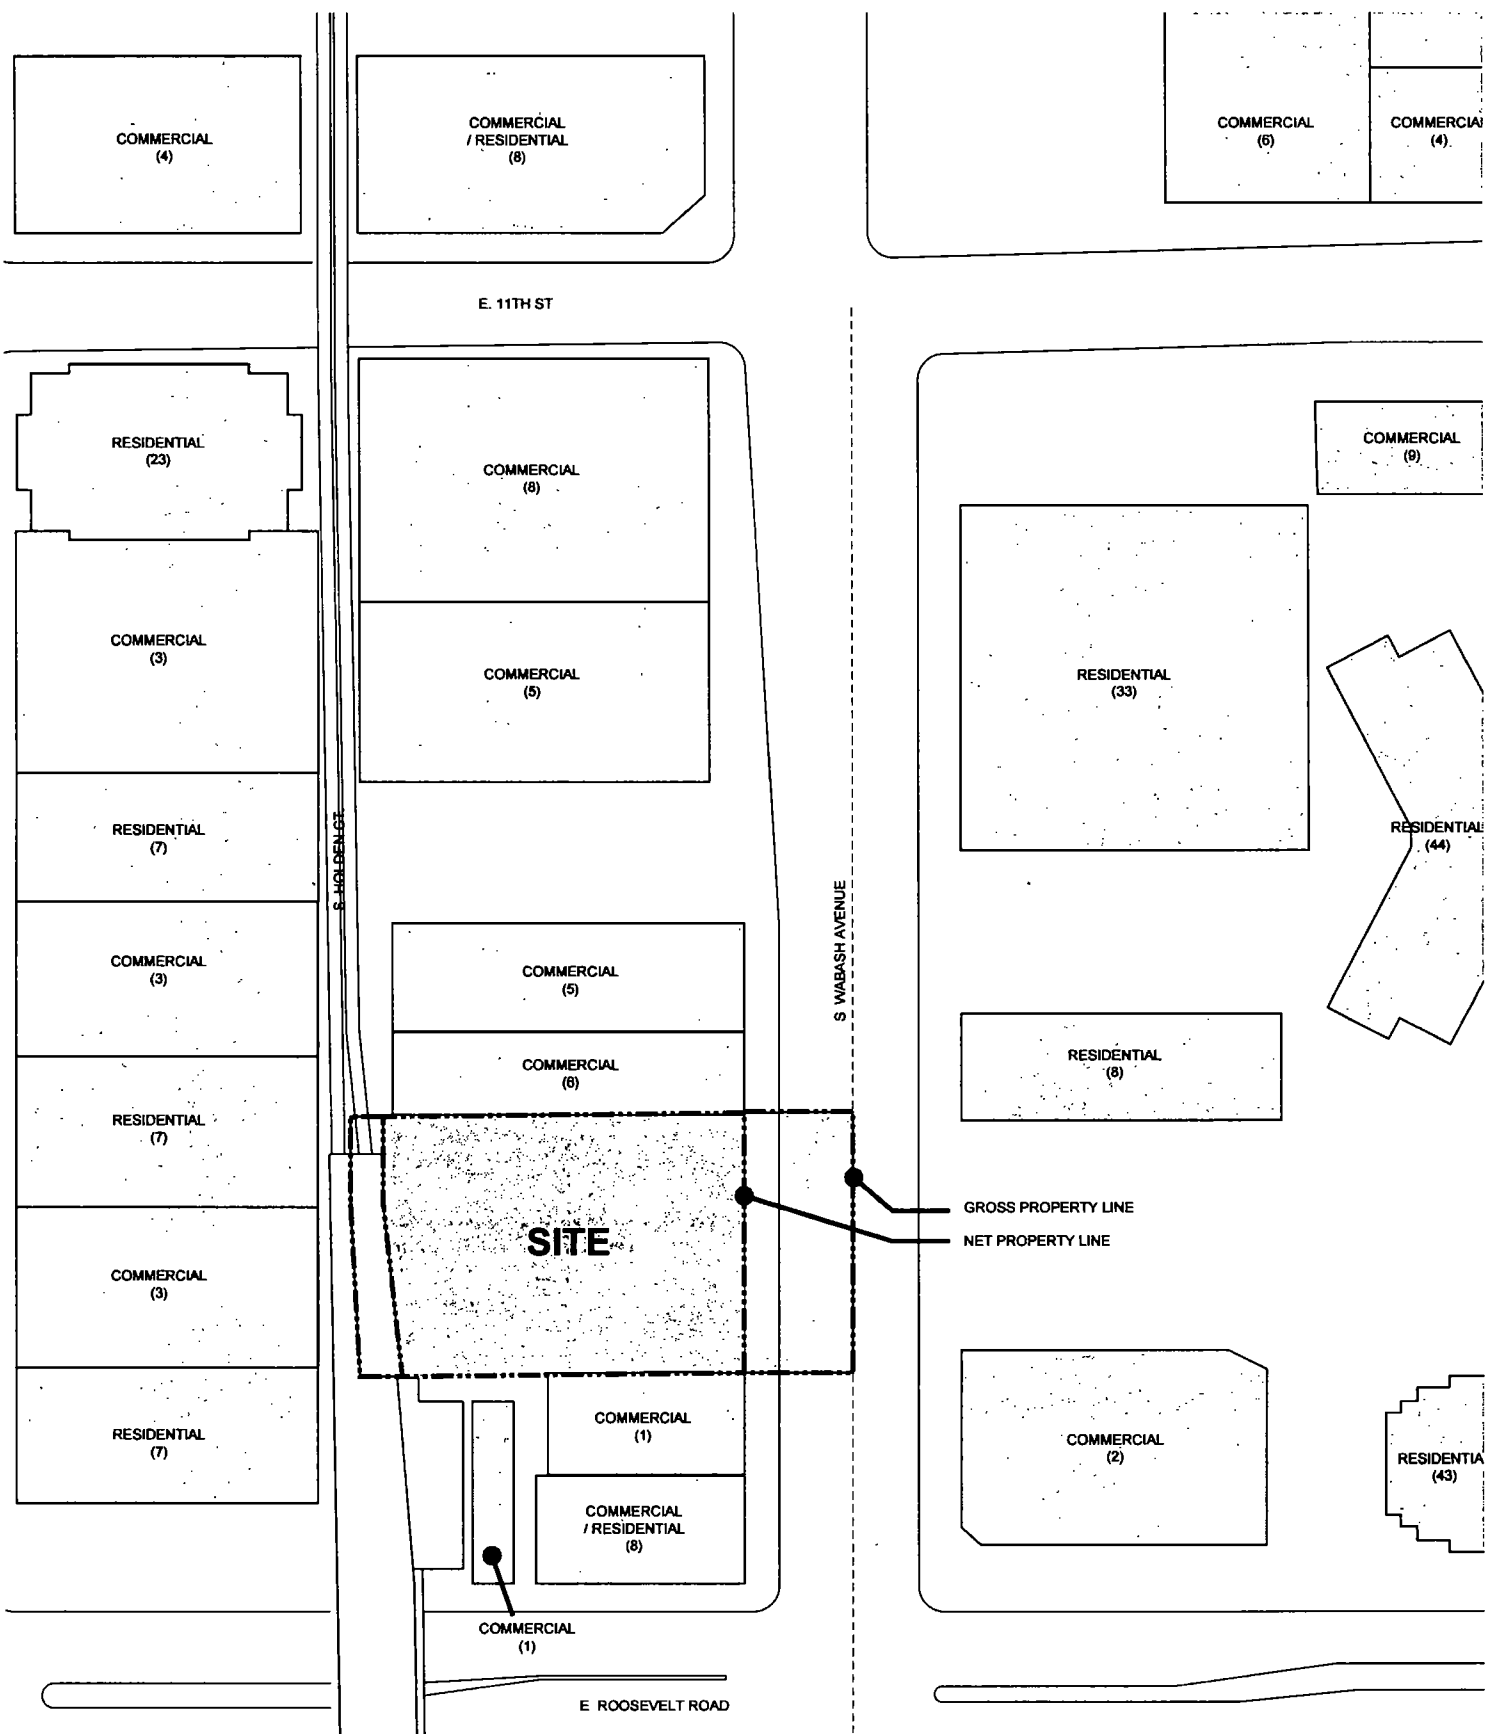 COMMERCIAL
(4)
COMMERCIAL
/ RESIDENTIAL
(8)
COMMERCIAL
(6)
COMMERCIA
(4)
E. 11TH ST
RESIDENTIAL
(23)
COMMERCIAL
(8)
COMMERCIAL
(9)
COMMERCIAL
(3)
COMMERCIAL
(5)
RESIDENTIAL
(33)
RESIDENTIAL
(7)
S. HOLDEN CT.
RESIDENTIAL
(44)
S WABASH AVENUE
COMMERCIAL
(3)
COMMERCIAL
(5)
COMMERCIAL
(6)
RESIDENTIAL
(8)
RESIDENTIAL
(7)
GROSS PROPERTY LINE
NET PROPERTY LINE
SITE
COMMERCIAL
(3)
RESIDENTIAL
(7)
COMMERCIAL
(1)
COMMERCIAL
(2)
RESIDENTIA
(43)
COMMERCIAL
/ RESIDENTIAL
(8)
COMMERCIAL
(1)
E ROOSEVELT ROAD